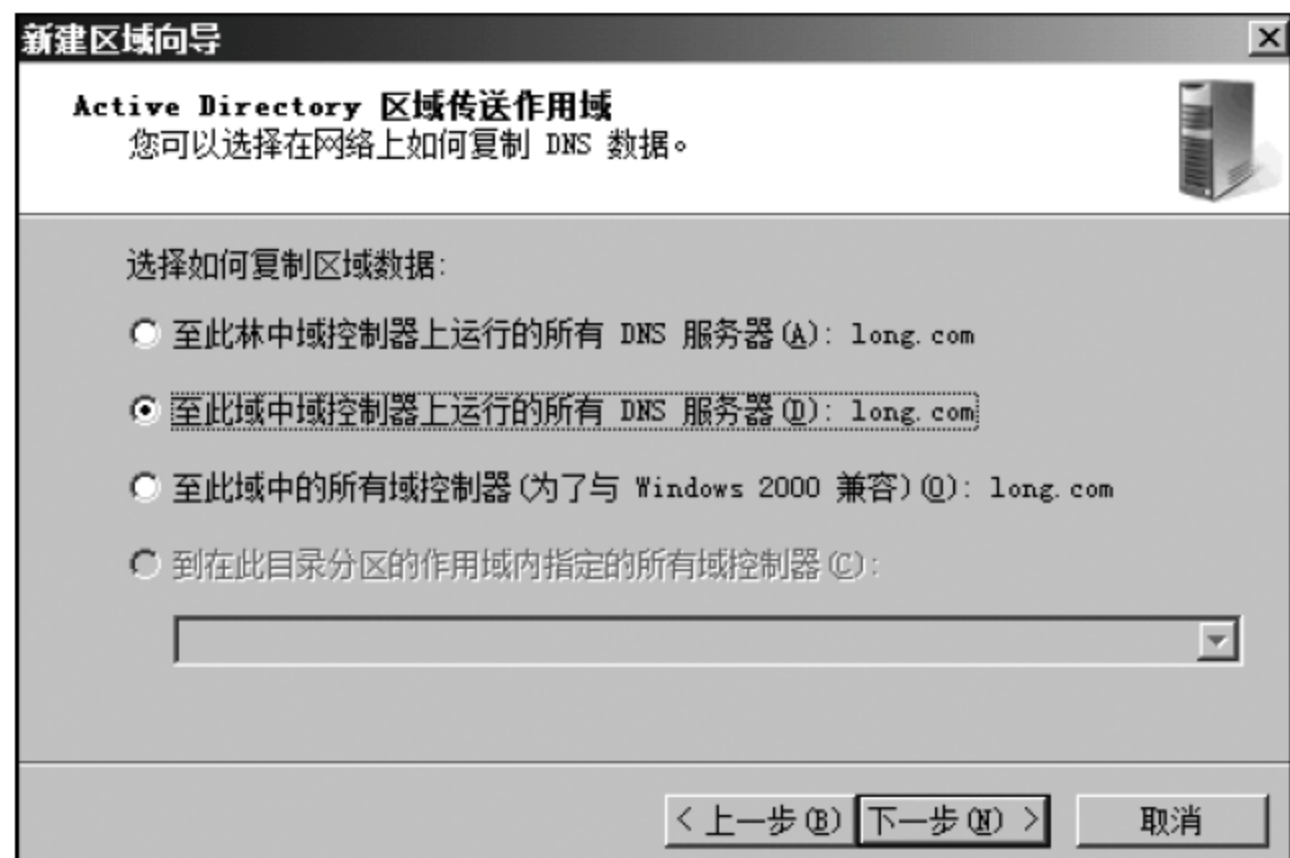 新建区域向导
Active Directory 区域传送作用域
您可以选择在网络上如何复制 DNS 数据。
选择如何复制区域数据:
至此林中域控制器上运行的所有 DNS 服务器(A): long.com
至此域中域控制器上运行的所有 DNS 服务器(D): long.com
至此域中的所有域控制器(为了与 Windows 2000 兼容)(O): long.com
到在此目录分区的作用域内指定的所有域控制器(C):
< 上一步(B) 下一步(N) > 取消